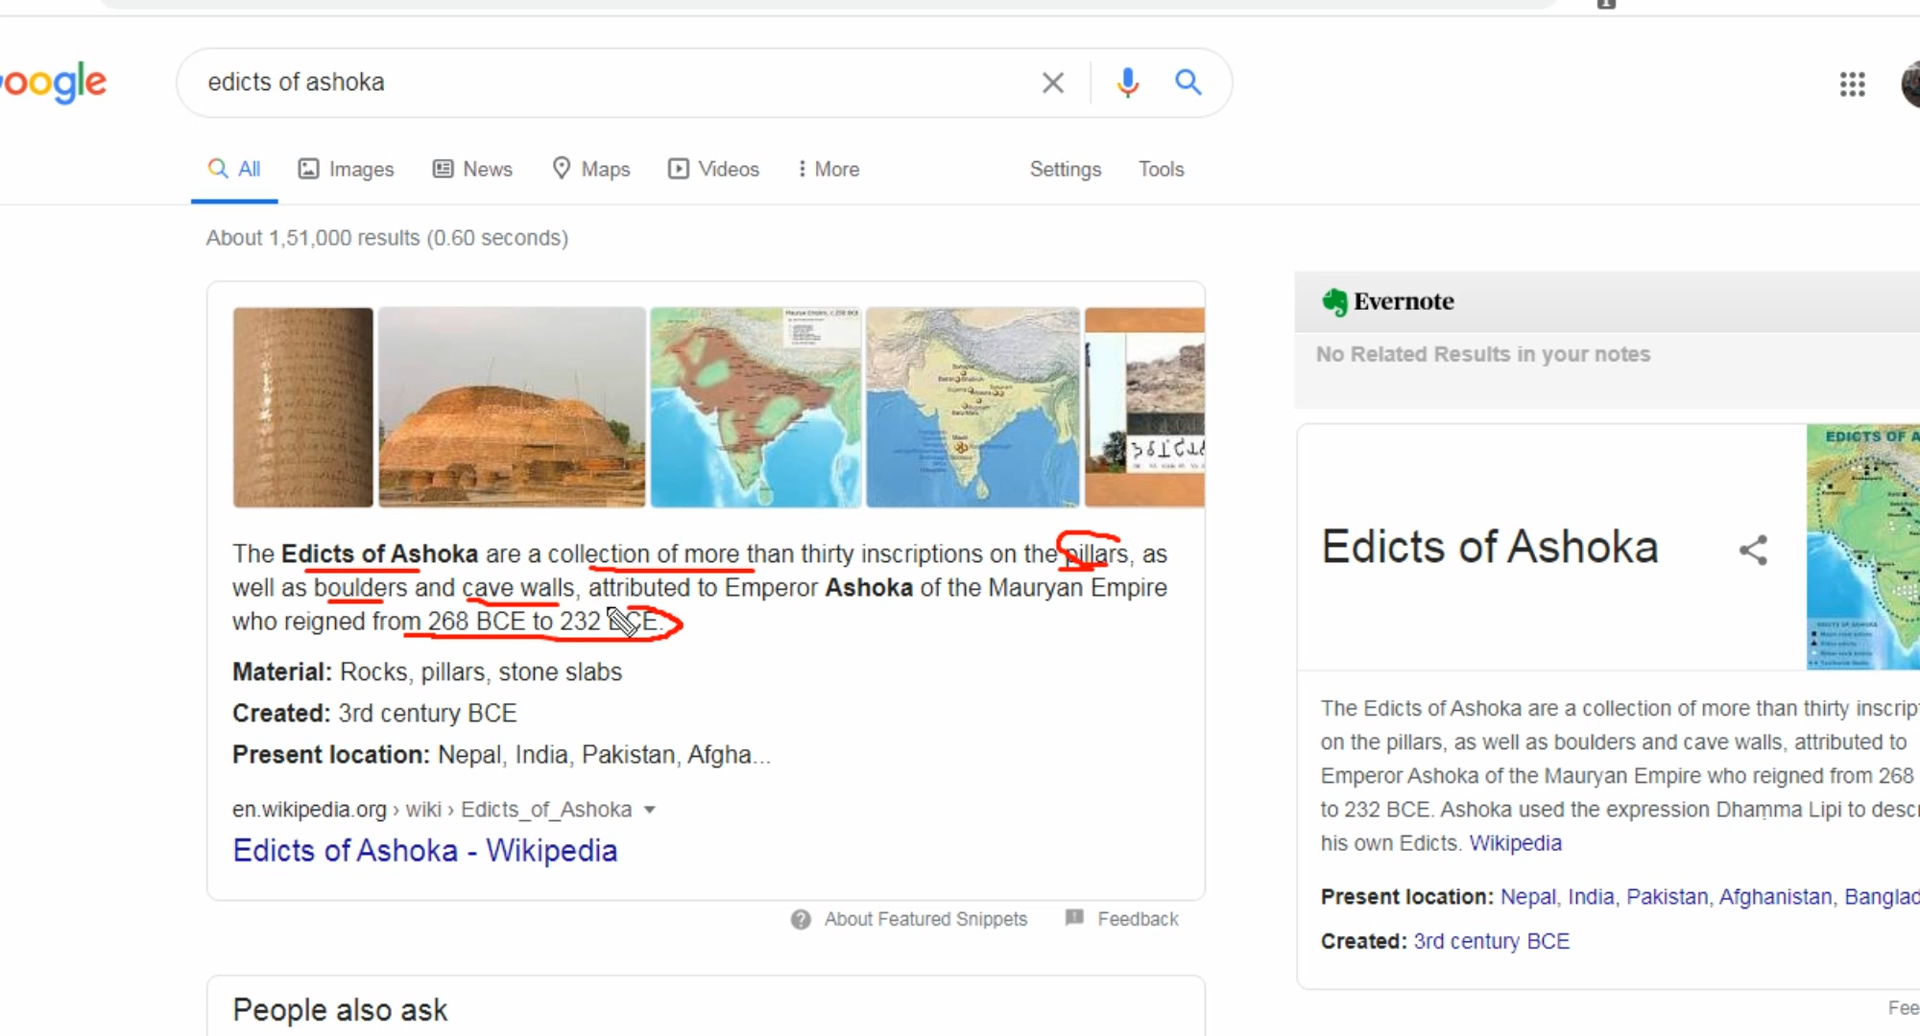 oogle
edicts of ashoka
All Images News Maps Videos More Settings Tools
About 1,51,000 results (0.60 seconds)
The Edicts of Ashoka are a collection of more than thirty inscriptions on the pillars, as
well as boulders and cave walls, attributed to Emperor Ashoka of the Mauryan Empire
who reigned from 268 BCE to 232 BCE.
Material: Rocks, pillars, stone slabs
Created: 3rd century BCE
Present location: Nepal, India, Pakistan, Afgha...
en.wikipedia.org › wiki › Edicts_of_Ashoka
Edicts of Ashoka - Wikipedia
About Featured Snippets Feedback
People also ask
Evernote
No Related Results in your notes
EDICTS OF A
Edicts of Ashoka
The Edicts of Ashoka are a collection of more than thirty inscrip
on the pillars, as well as boulders and cave walls, attributed to
Emperor Ashoka of the Mauryan Empire who reigned from 268
to 232 BCE. Ashoka used the expression Dhaṃma Lipi to descr
his own Edicts. Wikipedia
Present location: Nepal, India, Pakistan, Afghanistan, Banglad
Created: 3rd century BCE
Fee